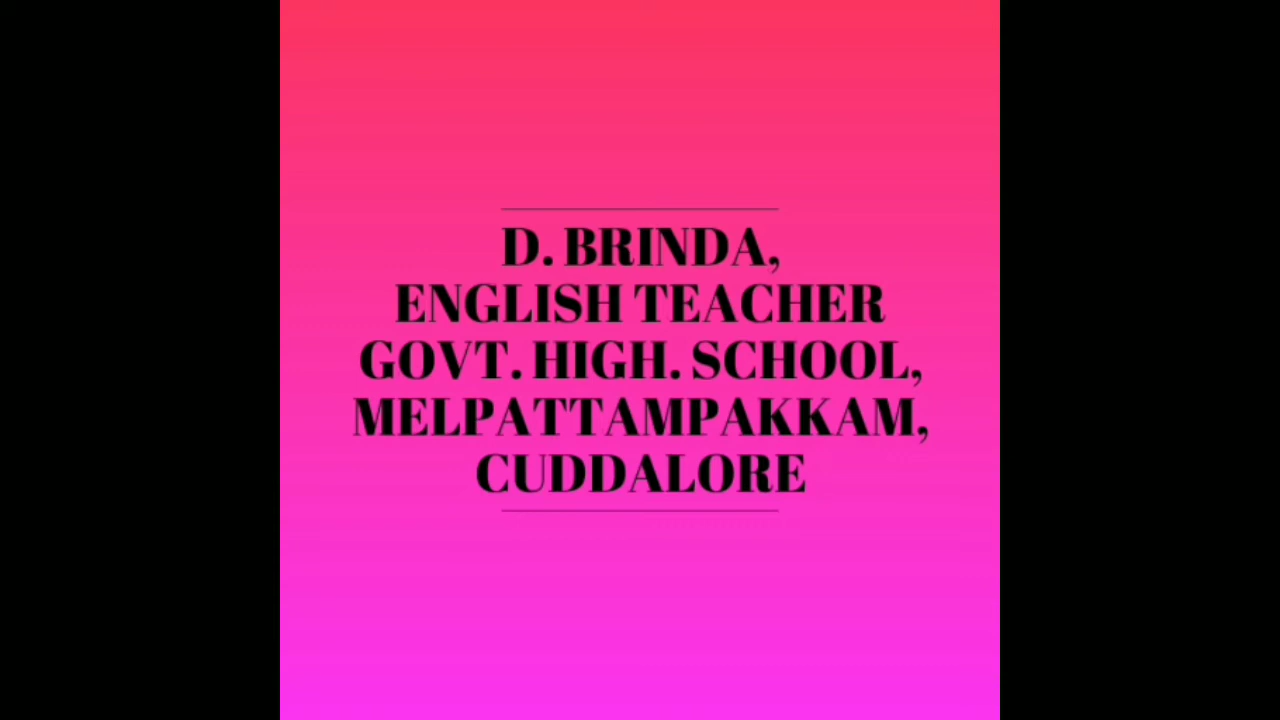 D. BRINDA,
ENGLISH TEACHER
GOVT. HIGH. SCHOOL,
MELPATTAMPAKKAM,
CUDDALORE